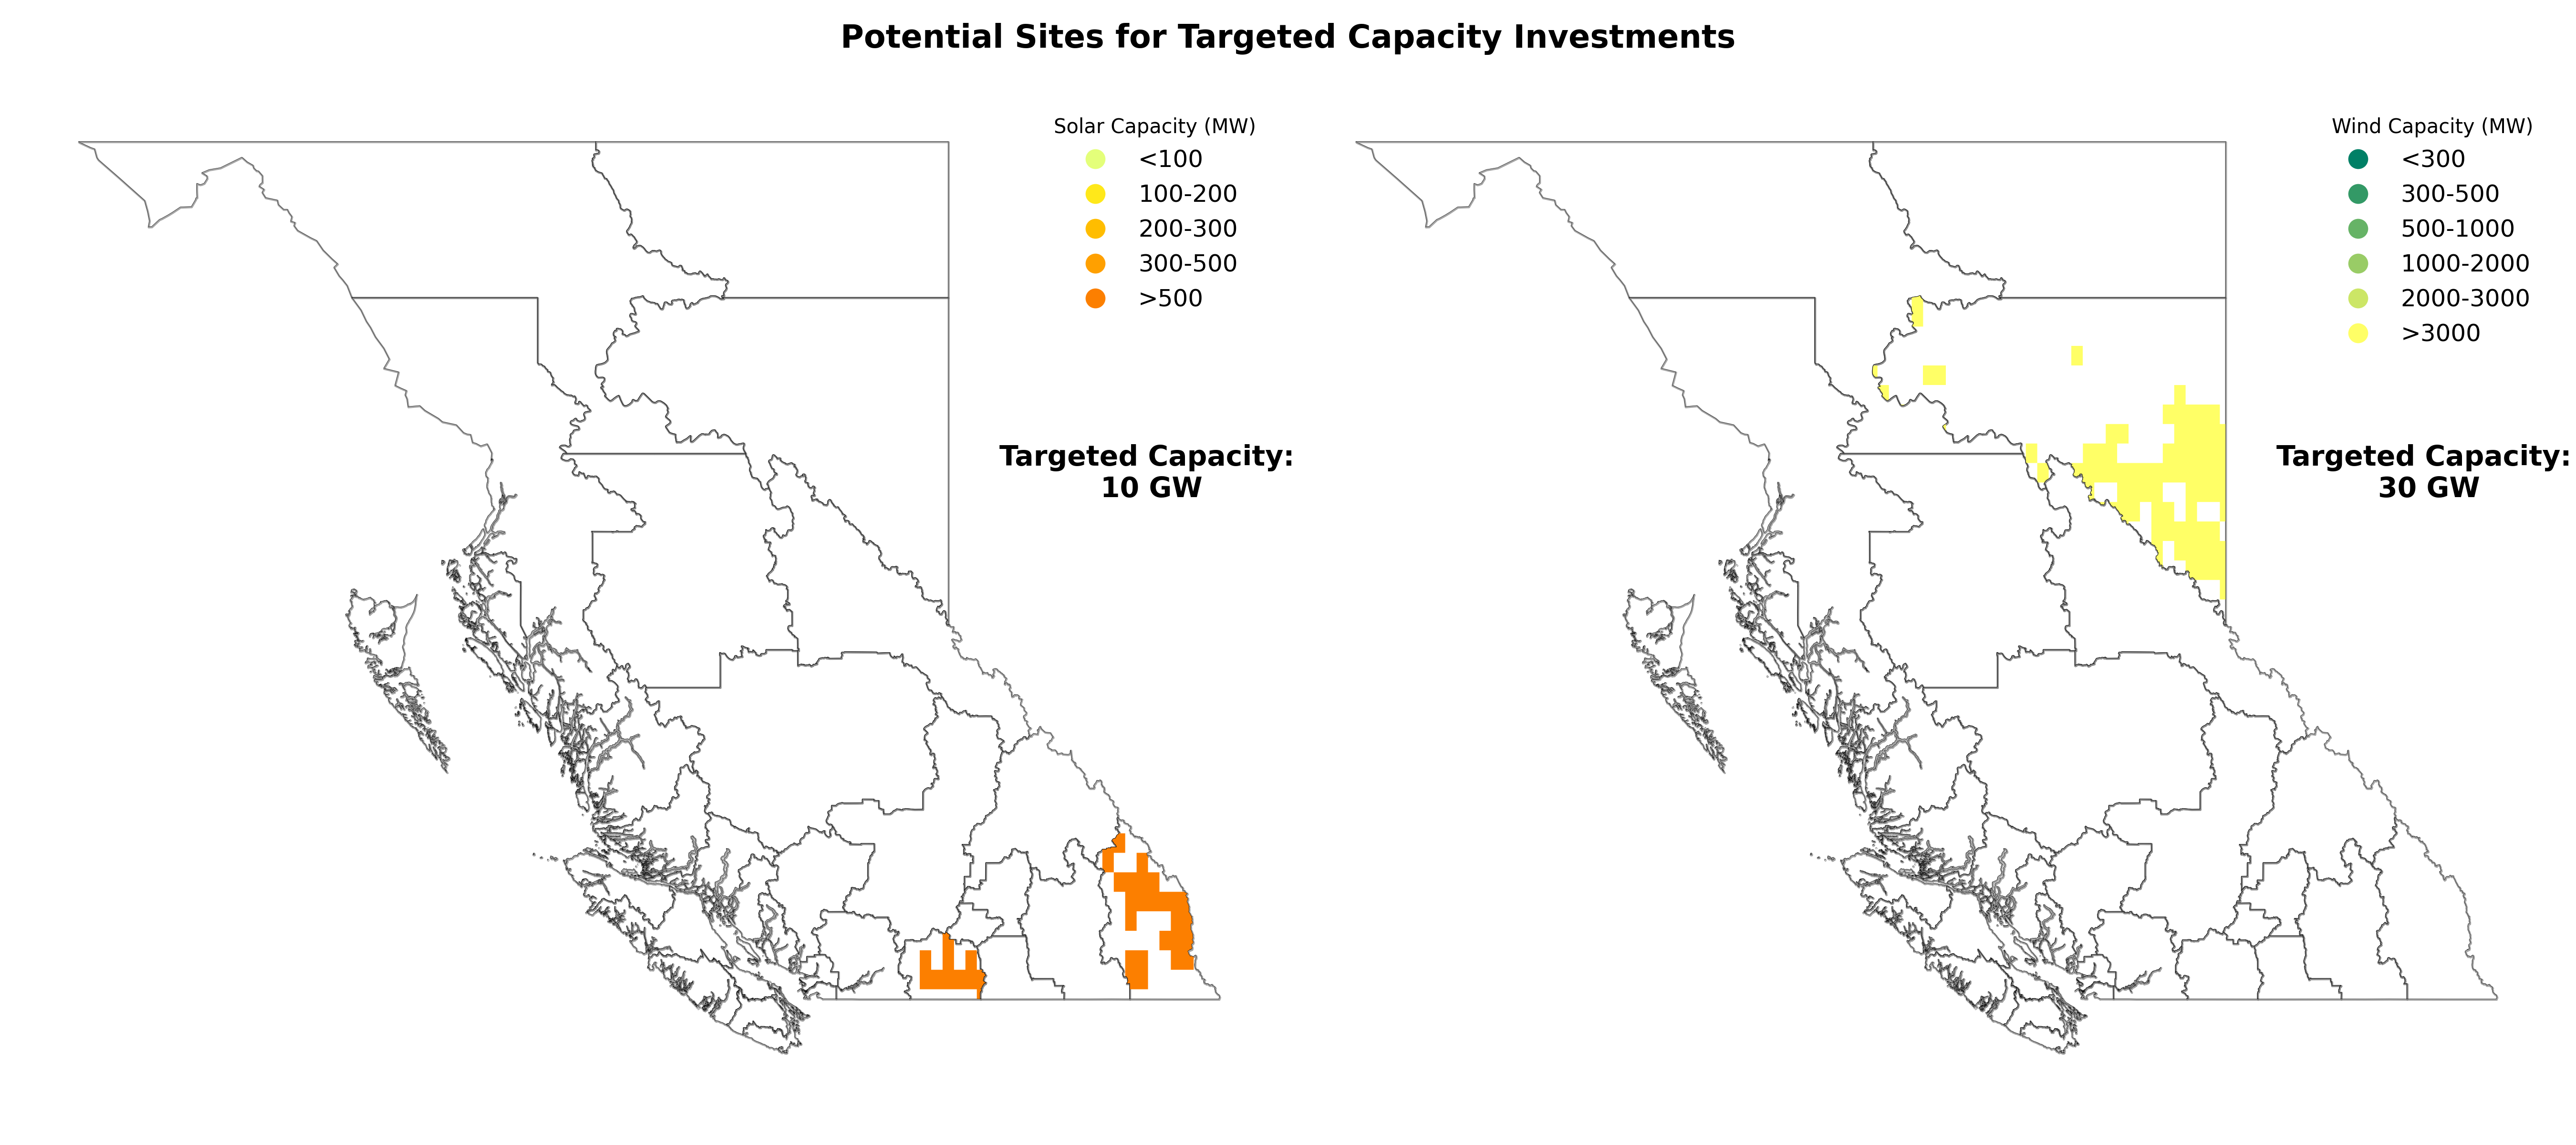 Potential Sites for Targeted Capacity Investments
Solar Capacity (MW)
<100
100-200
200-300
300-500
>500
Targeted Capacity:
10 GW
Wind Capacity (MW)
<300
300-500
500-1000
1000-2000
2000-3000
>3000
Targeted Capacity:
30 GW